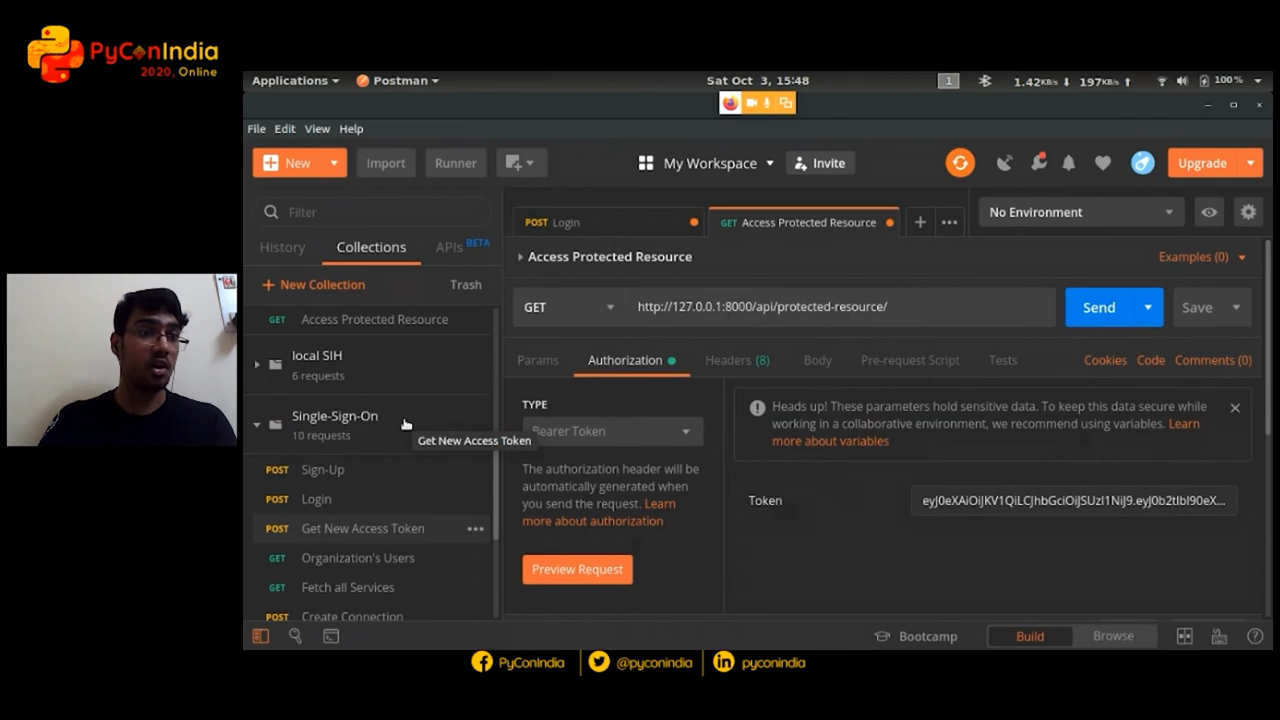 PyConIndia
2020, Online
Applications
Postman
Sat Oct 3, 15:48
1
1.42KB/s
197KB/s
100%
File Edit View Help
New
Import
Runner
My Workspace
Invite
Upgrade
Filter
History
Collections
APIs BETA
New Collection
Trash
GET Access Protected Resource
local SIH
6 requests
Single-Sign-On
10 requests
Get New Access Token
POST Sign-Up
POST Login
POST Get New Access Token
GET Organization's Users
GET Fetch all Services
POST Create Connection
POST Login
GET Access Protected Resource
No Environment
Access Protected Resource
Examples (0)
GET
http://127.0.0.1:8000/api/protected-resource/
Send
Save
Params
Authorization
Headers (8)
Body
Pre-request Script
Tests
Cookies
Code
Comments (0)
TYPE
Bearer Token
The authorization header will be
automatically generated when
you send the request. Learn
more about authorization
Preview Request
Heads up! These parameters hold sensitive data. To keep this data secure while
working in a collaborative environment, we recommend using variables. Learn
more about variables
Token
eyJ0eXAiOiJKV1QiLCJhbGciOiJSUzI1NiJ9.eyJ0b2tlbl90eX...
Bootcamp
Build
Browse
PyConIndia
@pyconindia
pyconindia